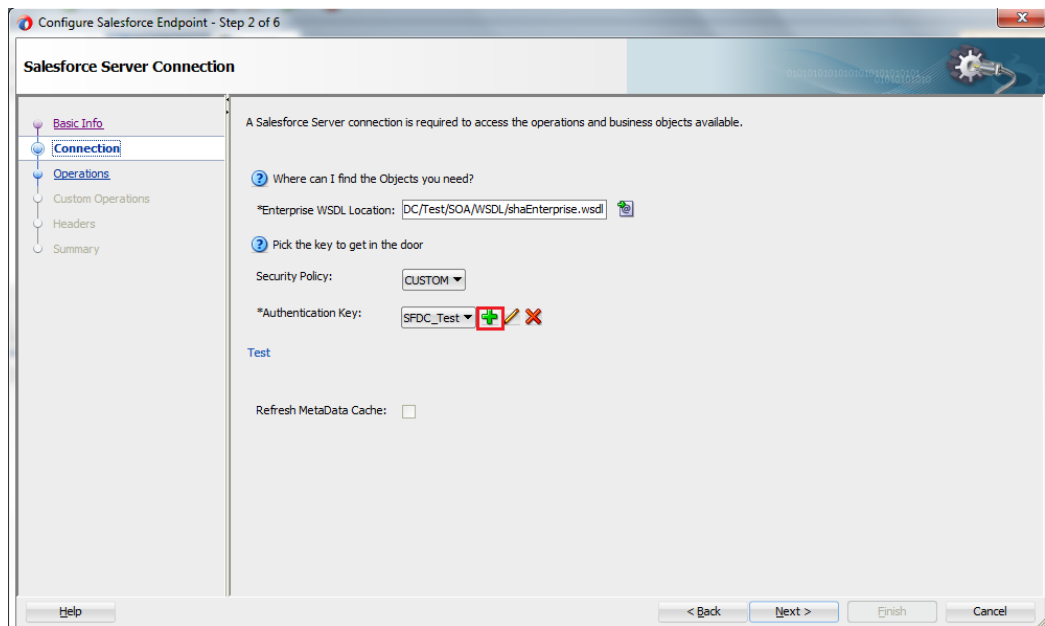 Configure Salesforce Endpoint - Step 2 of 6
Salesforce Server Connection
Basic Info
Connection
Operations
Custom Operations
Headers
Summary
A Salesforce Server connection is required to access the operations and business objects available.
Where can I find the Objects you need?
*Enterprise WSDL Location: DC/Test/SOA/WSDL/shaEnterprise.wsdl
Pick the key to get in the door
Security Policy: CUSTOM
*Authentication Key: SFDC_Test
Test
Refresh MetaData Cache:
Help < Back Next > Finish Cancel